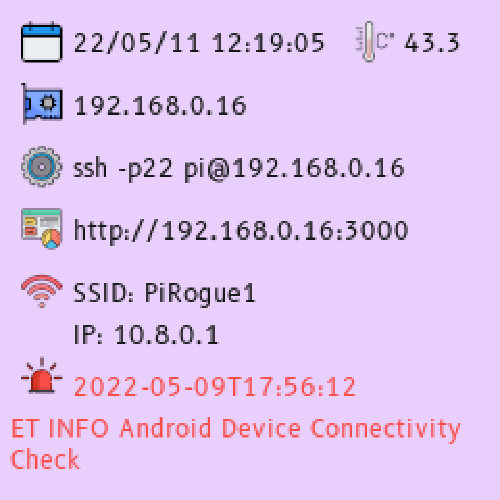 22/05/11 12:19:05 C° 43.3
192.168.0.16
ssh -p22 pi@192.168.0.16
http://192.168.0.16:3000
SSID: PiRogue1
IP: 10.8.0.1
2022-05-09T17:56:12
ET INFO Android Device Connectivity
Check